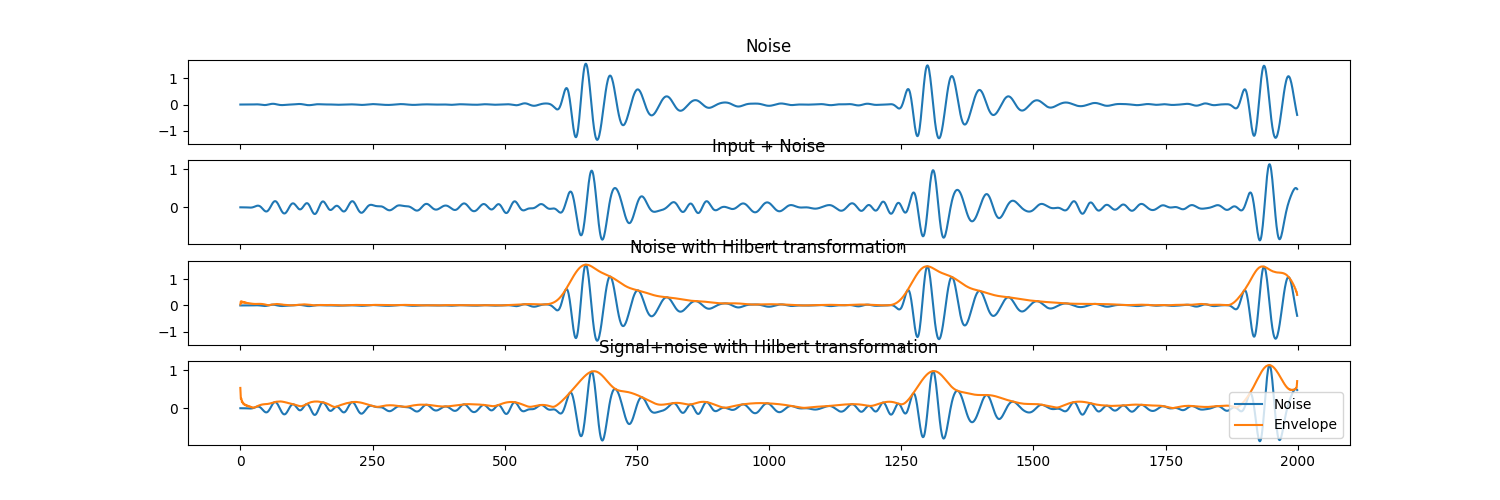 Noise
1
0
−1
Input + Noise
1
0
Noise with Hilbert transformation
1
0
−1
Signal+noise with Hilbert transformation
1
0
Noise
Envelope
0 250 500 750 1000 1250 1500 1750 2000